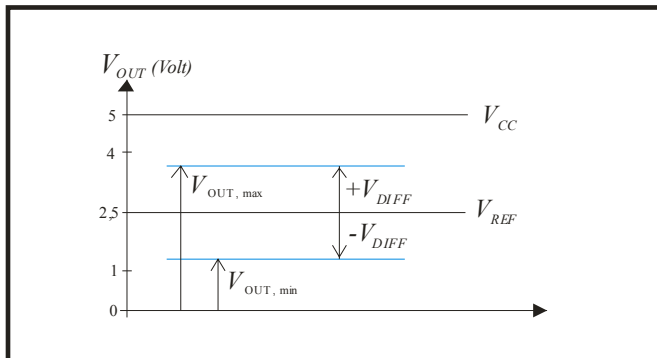 V_OUT (Volt)
5
V_CC
4
V_OUT, max
+V_DIFF
2,5
V_REF
-V_DIFF
1
V_OUT, min
0